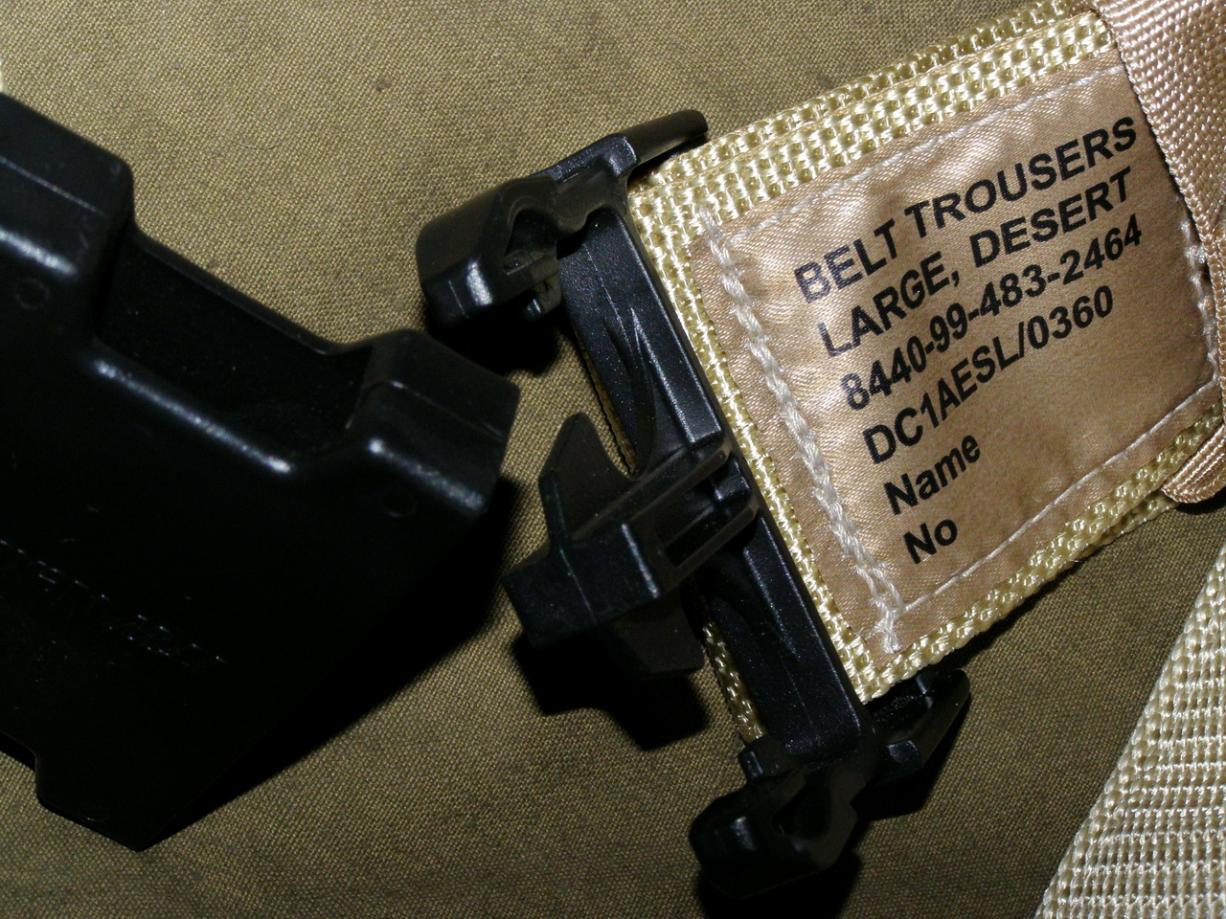 BELT TROUSERS
LARGE, DESERT
8440-99-483-2464
DC1AESL/0360
Name
No